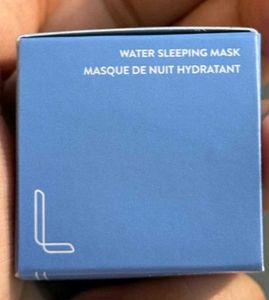 WATER SLEEPING MASK
MASQUE DE NUIT HYDRATANT
L